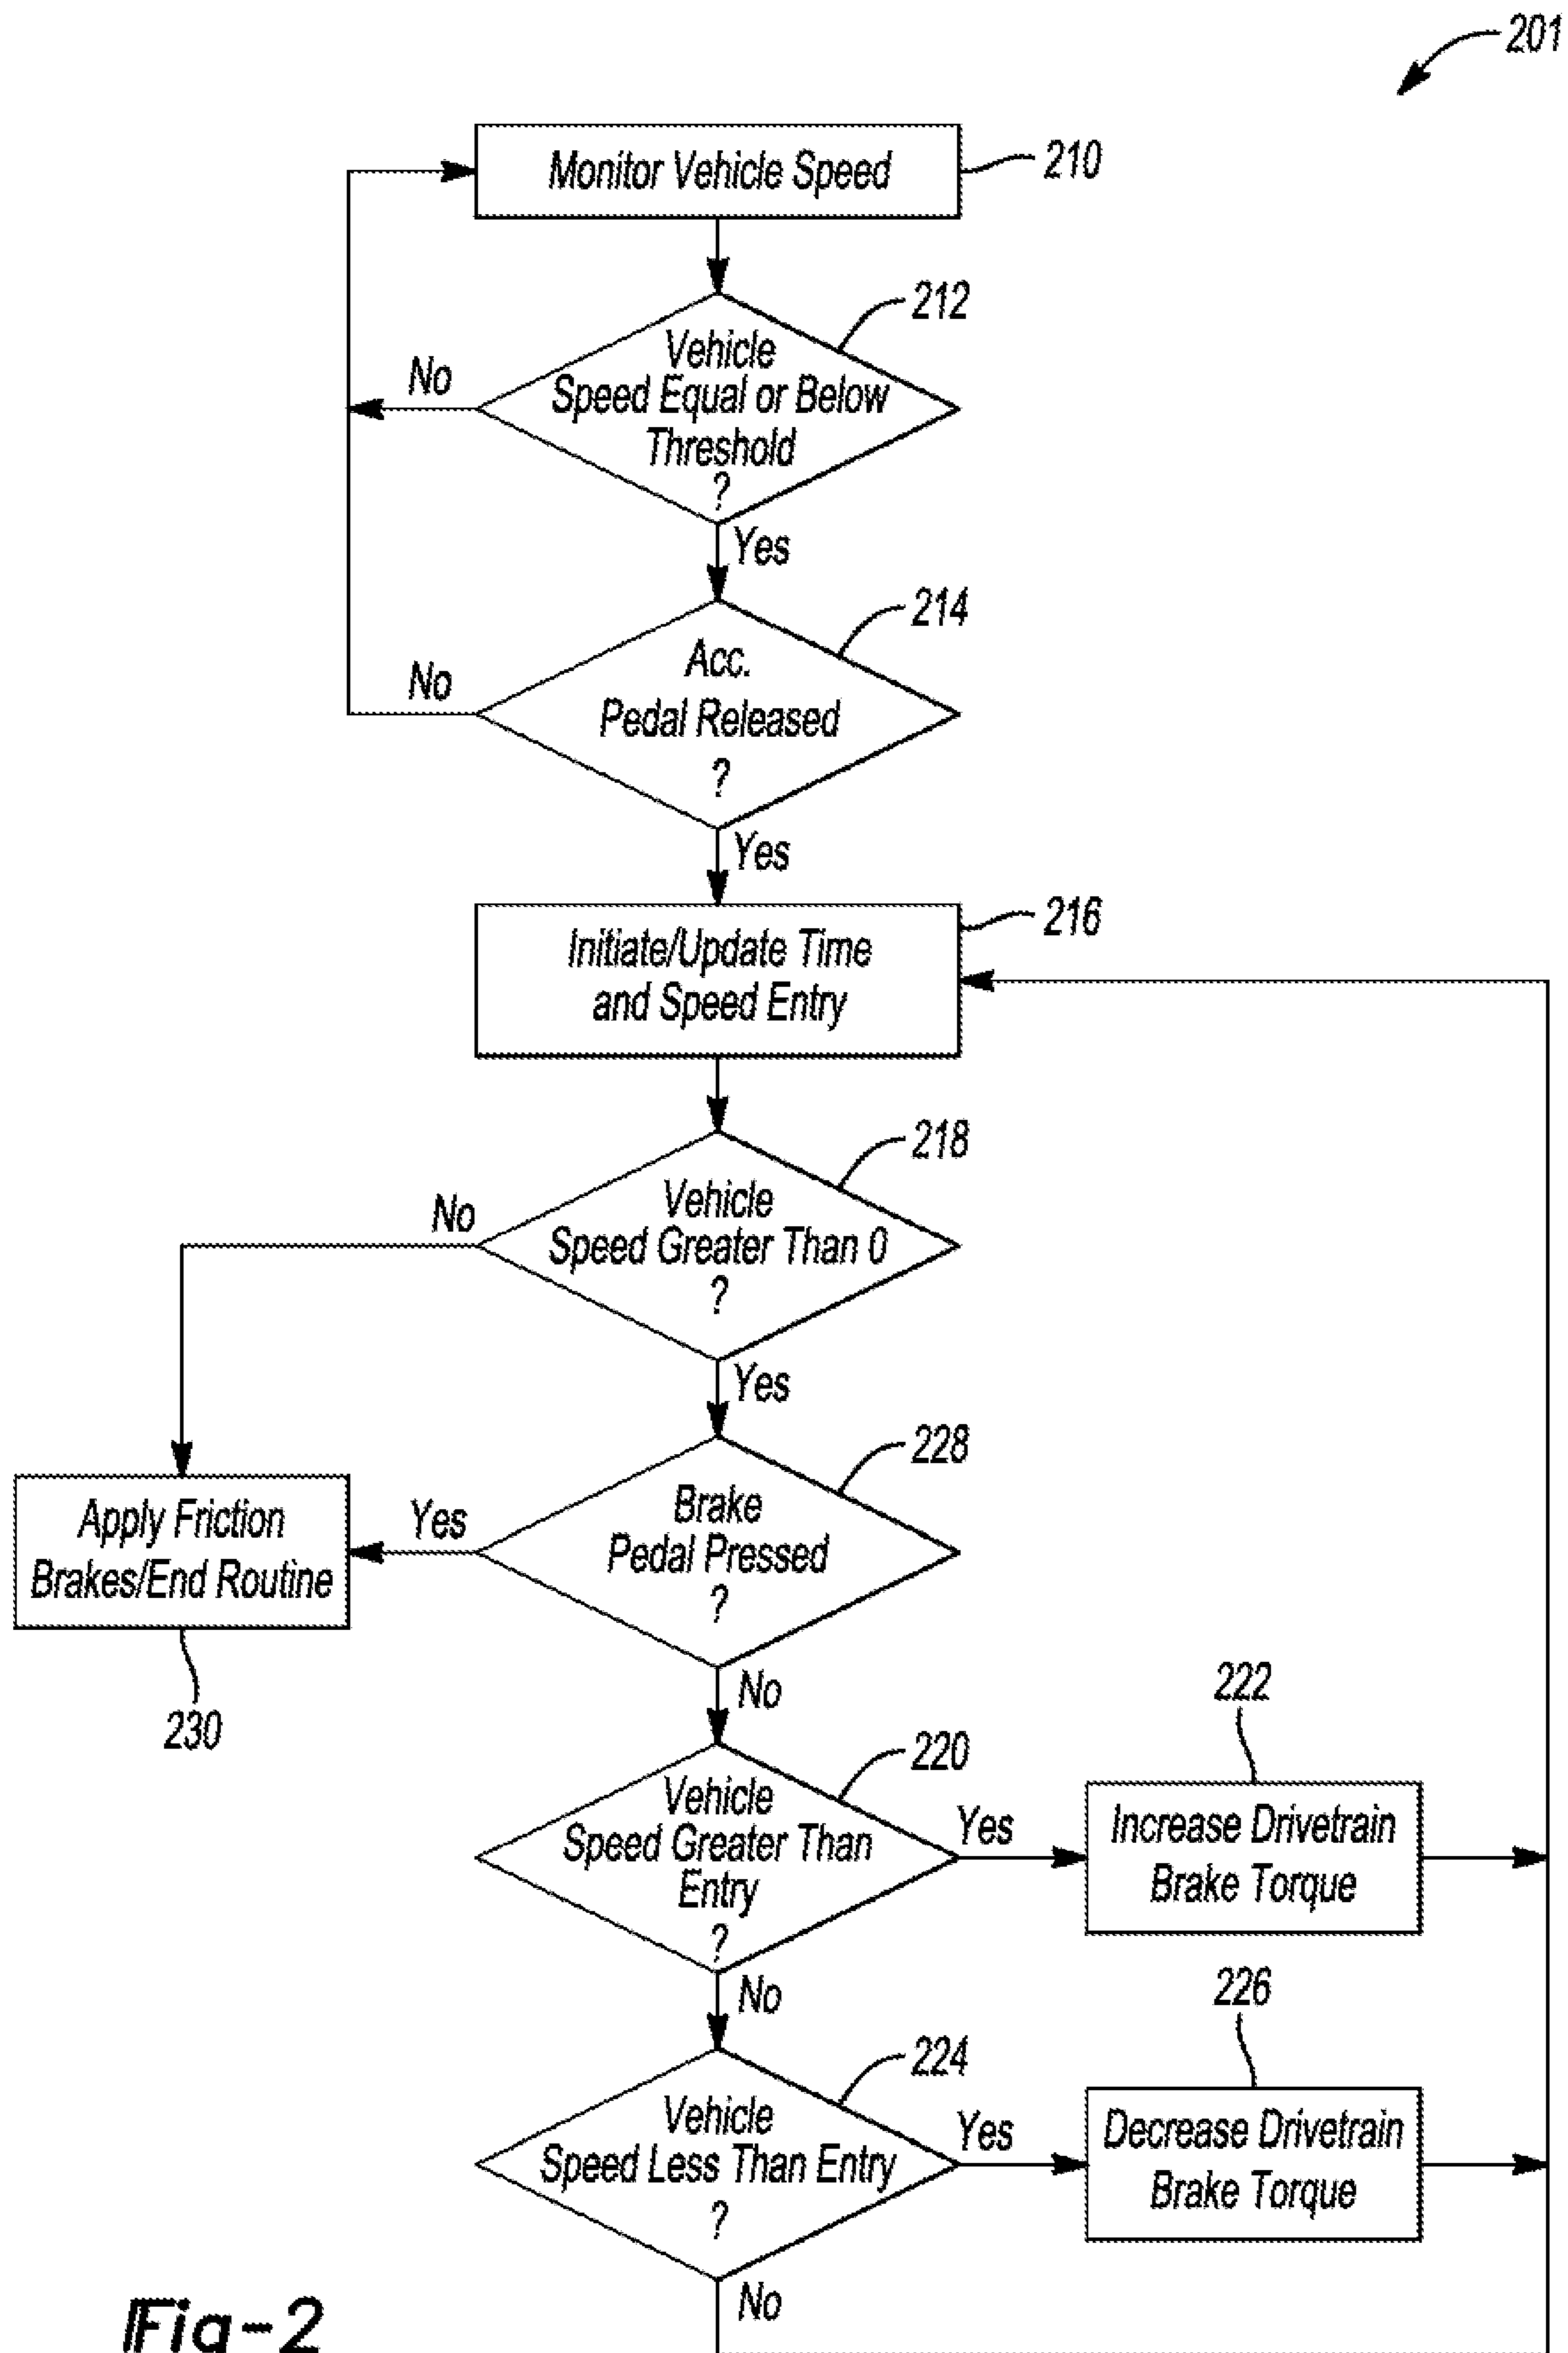 201
Monitor Vehicle Speed
210
212
Vehicle
Speed Equal or Below
Threshold
?
No
Yes
214
Acc.
Pedal Released
?
No
Yes
216
Initiate/Update Time
and Speed Entry
218
Vehicle
Speed Greater Than 0
?
No
Yes
228
Brake
Pedal Pressed
?
Yes
Apply Friction
Brakes/End Routine
230
No
220
Vehicle
Speed Greater Than
Entry
?
Yes
222
Increase Drivetrain
Brake Torque
No
224
Vehicle
Speed Less Than Entry
?
Yes
226
Decrease Drivetrain
Brake Torque
No
Fig-2